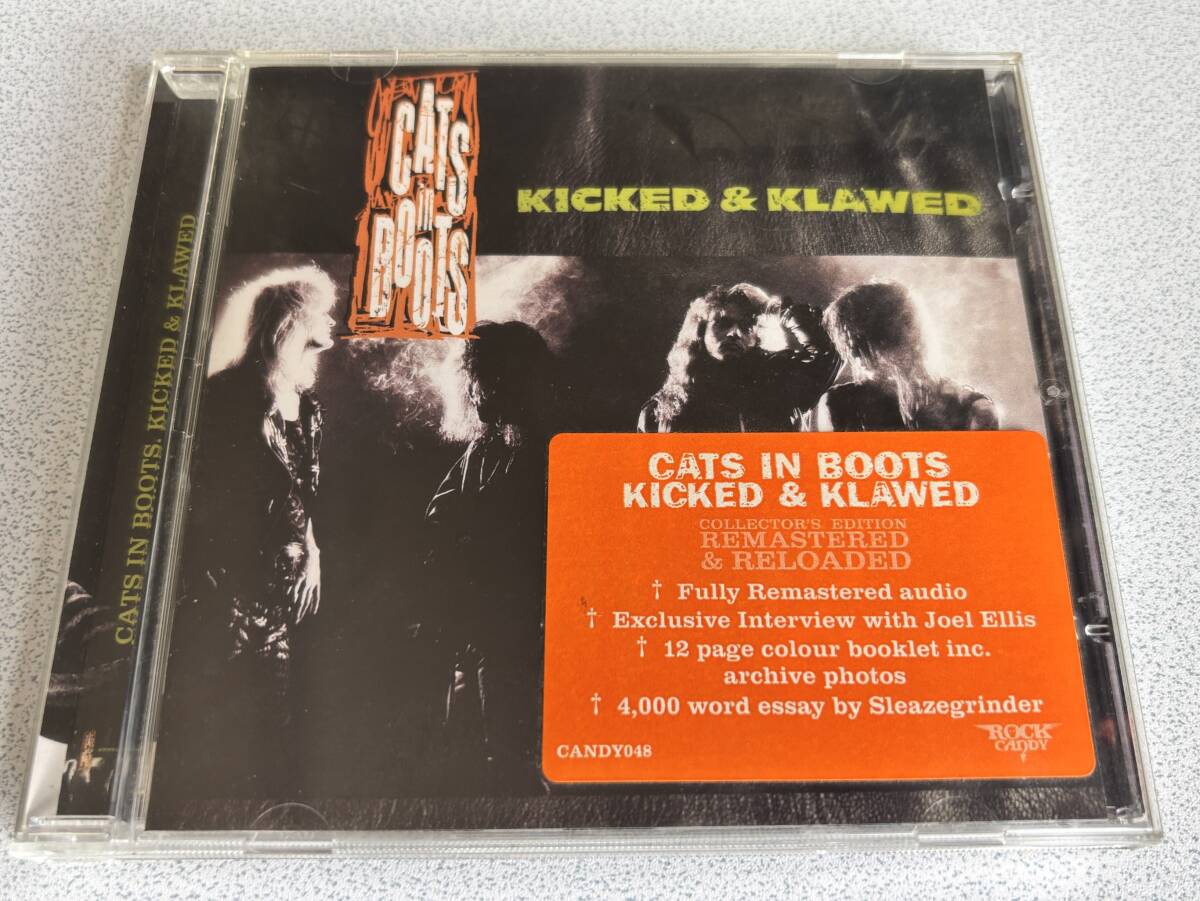 CATS
in
BOOTS
KICKED & KLAWED
CATS IN BOOTS. KICKED & KLAWED
CATS IN BOOTS
KICKED & KLAWED
COLLECTOR'S EDITION
REMASTERED
& RELOADED
† Fully Remastered audio
† Exclusive Interview with Joel Ellis
† 12 page colour booklet inc.
archive photos
† 4,000 word essay by Sleazegrinder
CANDY048
ROCK
CANDY